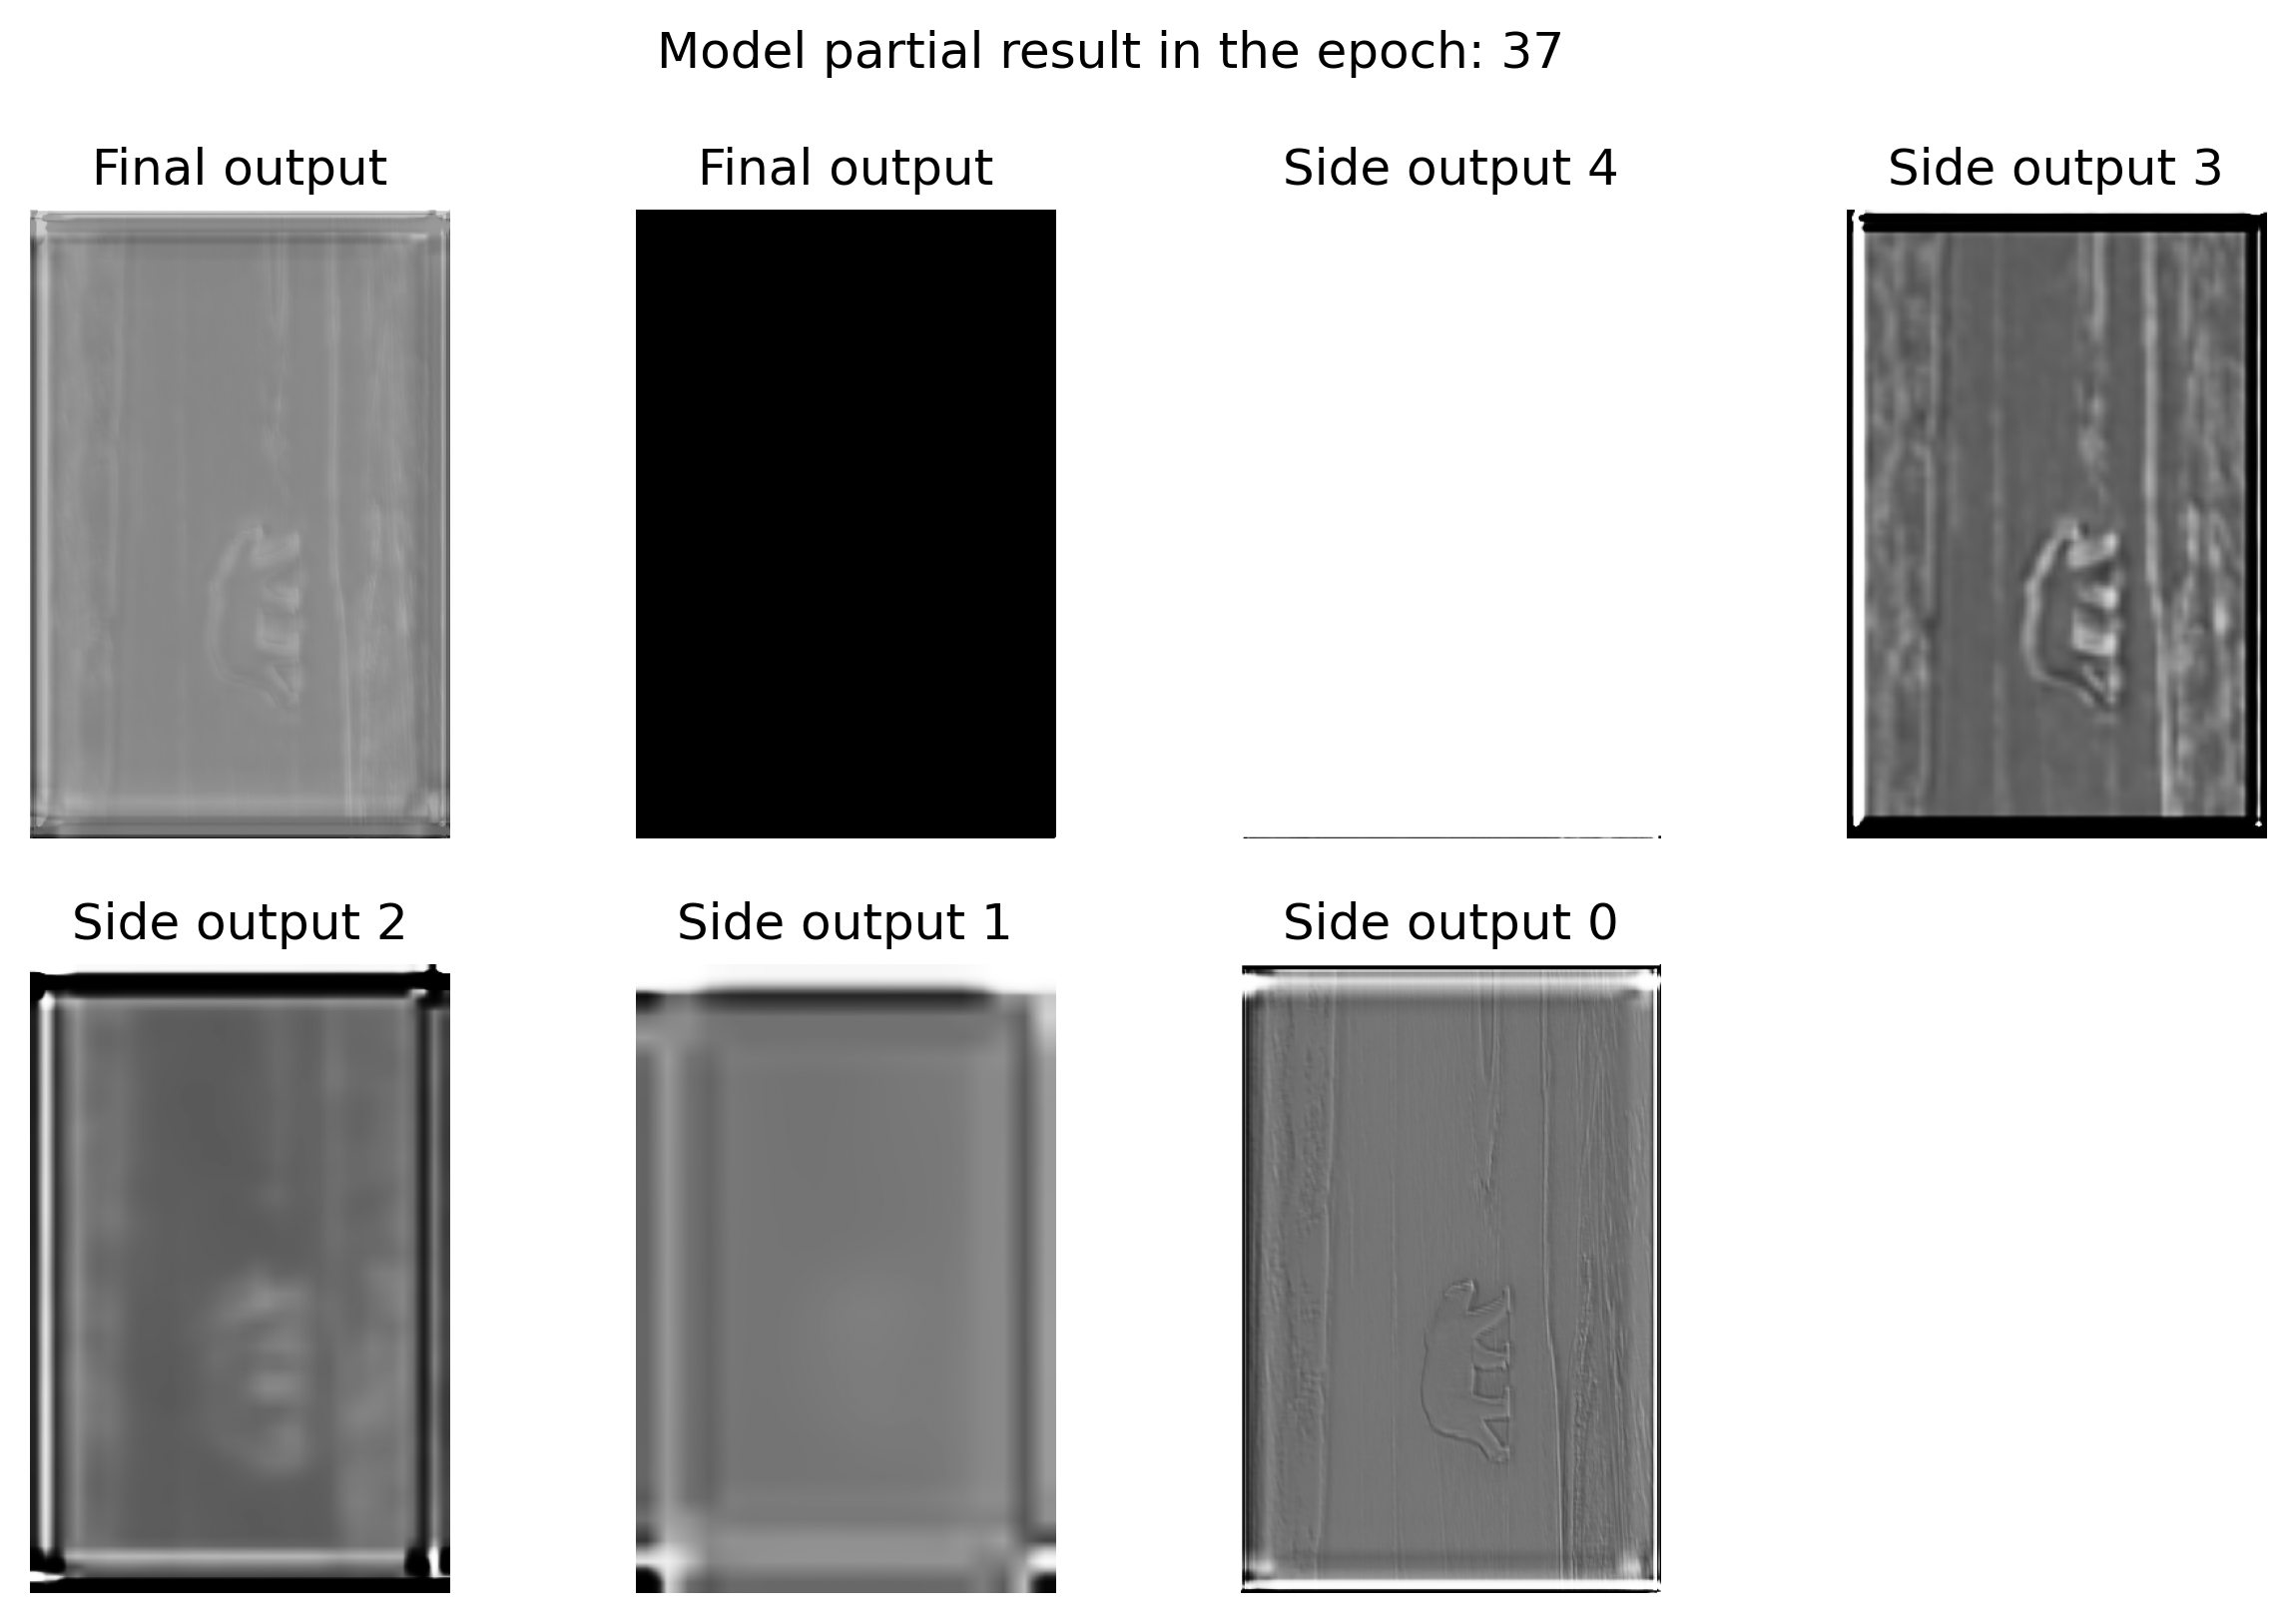 Model partial result in the epoch: 37
Final output
Final output
Side output 4
Side output 3
Side output 2
Side output 1
Side output 0